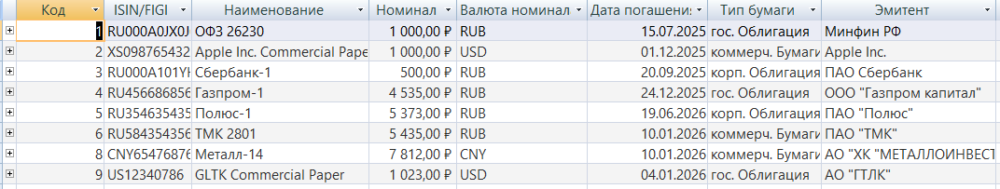 Код ISIN/FIGI Наименование Номинал Валюта номинал Дата погашени Тип бумаги Эмитент
1 RU000A0JX0J ОФЗ 26230 1 000,00 ₽ RUB 15.07.2025 гос. Облигация Минфин РФ
2 XS098765432 Apple Inc. Commercial Pape 1 000,00 ₽ USD 01.12.2025 коммерч. Бумаги Apple Inc.
3 RU000A101YH Сбербанк-1 500,00 ₽ RUB 20.09.2025 корп. Облигация ПАО Сбербанк
4 RU456686856 Газпром-1 4 535,00 ₽ RUB 24.12.2025 гос. Облигация ООО "Газпром капитал"
5 RU354635435 Полюс-1 5 373,00 ₽ RUB 19.06.2026 корп. Облигация ПАО "Полюс"
6 RU584354356 ТМК 2801 5 435,00 ₽ RUB 10.01.2026 коммерч. Бумаги ПАО "ТМК"
8 CNY65476876 Металл-14 7 812,00 ₽ CNY 10.01.2026 коммерч. Бумаги АО "ХК "МЕТАЛЛОИНВЕСТ
9 US12340786 GLTK Commercial Paper 1 023,00 ₽ USD 04.01.2026 гос. Облигация АО "ГТЛК"